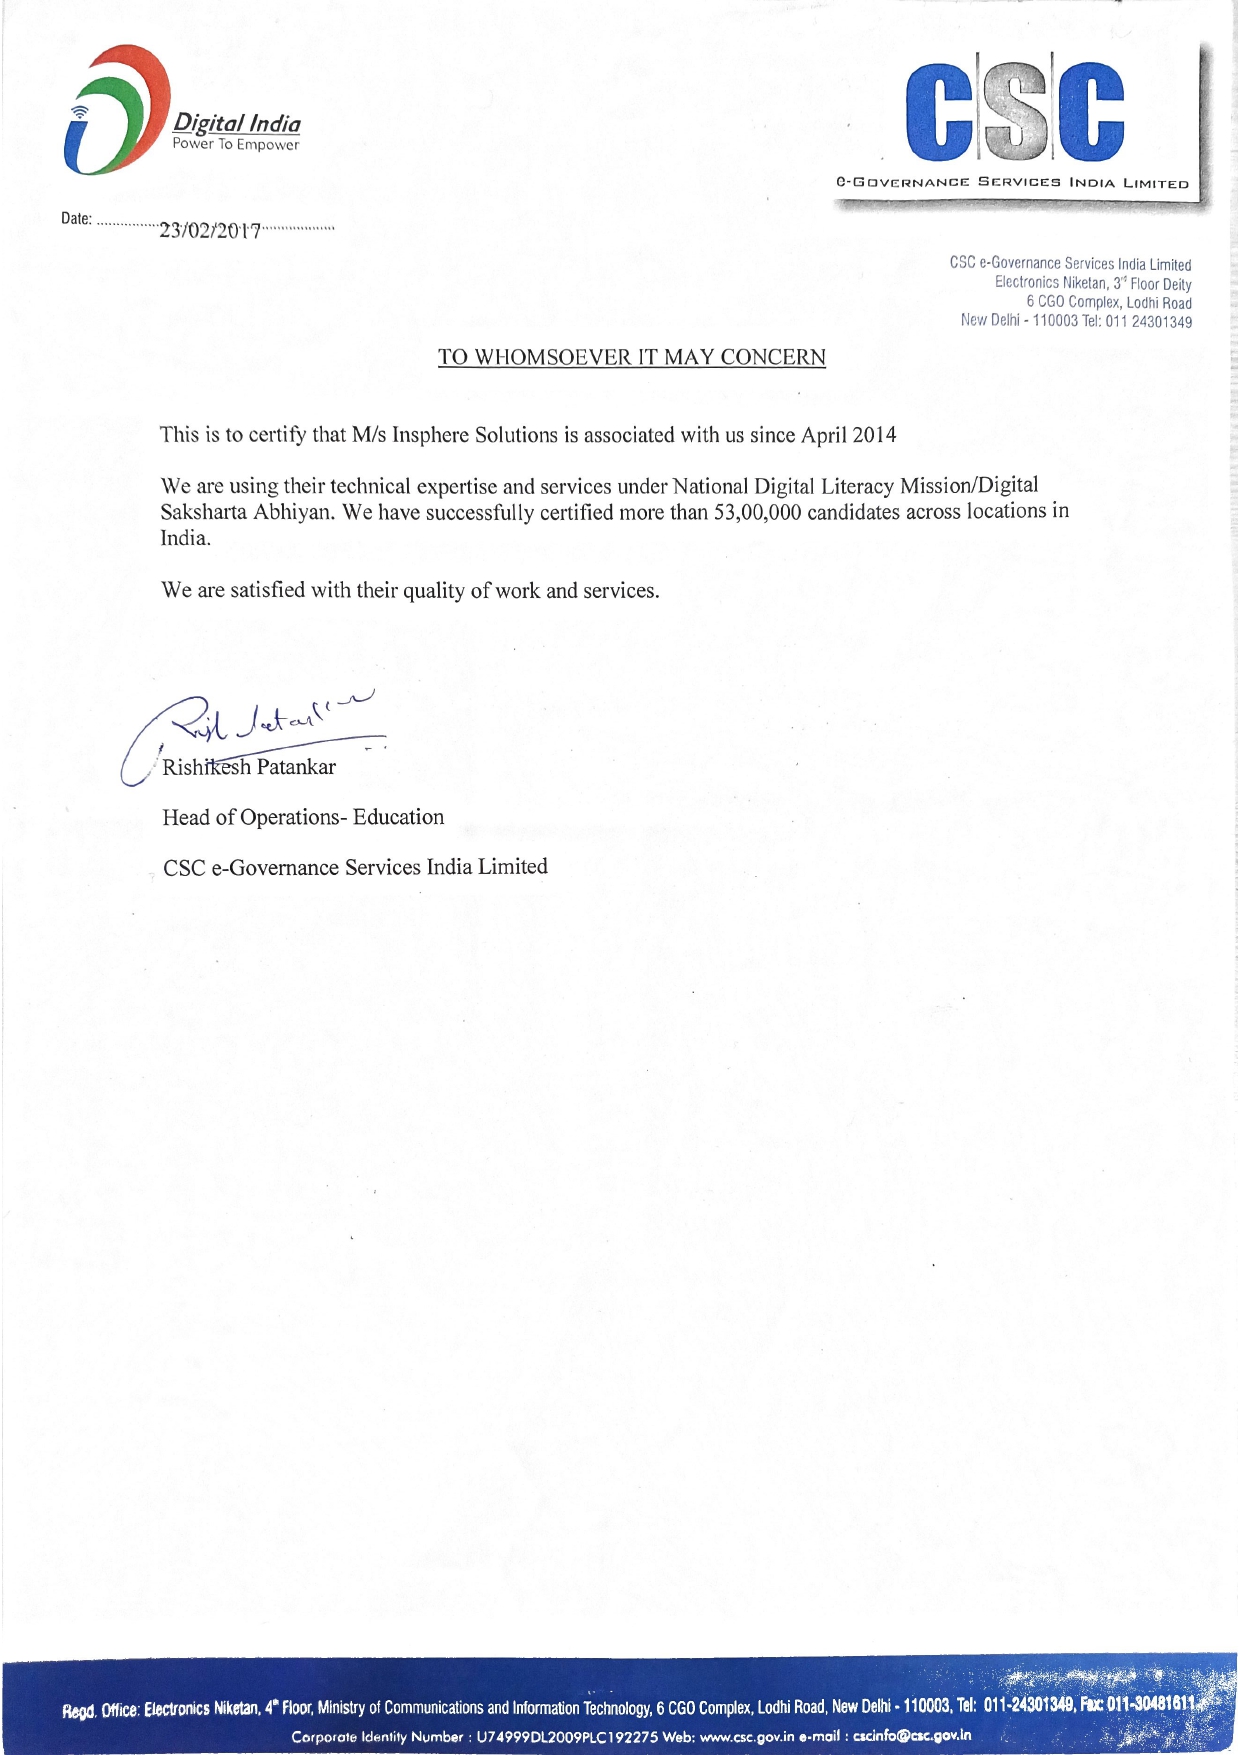 Digital India
Power To Empower
CSC
e-Governance Services India Limited
Date: ................23/02/2017...................
CSC e-Governance Services India Limited
Electronics Niketan, 3rd Floor Deity
6 CGO Complex, Lodhi Road
New Delhi - 110003 Tel: 011 24301349
TO WHOMSOEVER IT MAY CONCERN
This is to certify that M/s Insphere Solutions is associated with us since April 2014
We are using their technical expertise and services under National Digital Literacy Mission/Digital
Saksharta Abhiyan. We have successfully certified more than 53,00,000 candidates across locations in
India.
We are satisfied with their quality of work and services.
Rishikesh Patankar
Head of Operations- Education
CSC e-Governance Services India Limited
Regd. Office: Electronics Niketan, 4th Floor, Ministry of Communications and Information Technology, 6 CGO Complex, Lodhi Road, New Delhi - 110003, Tel: 011-24301349, Fax: 011-30481611
Corporate Identity Number : U74999DL2009PLC192275 Web: www.csc.gov.in e-mail : cscinfo@csc.gov.in